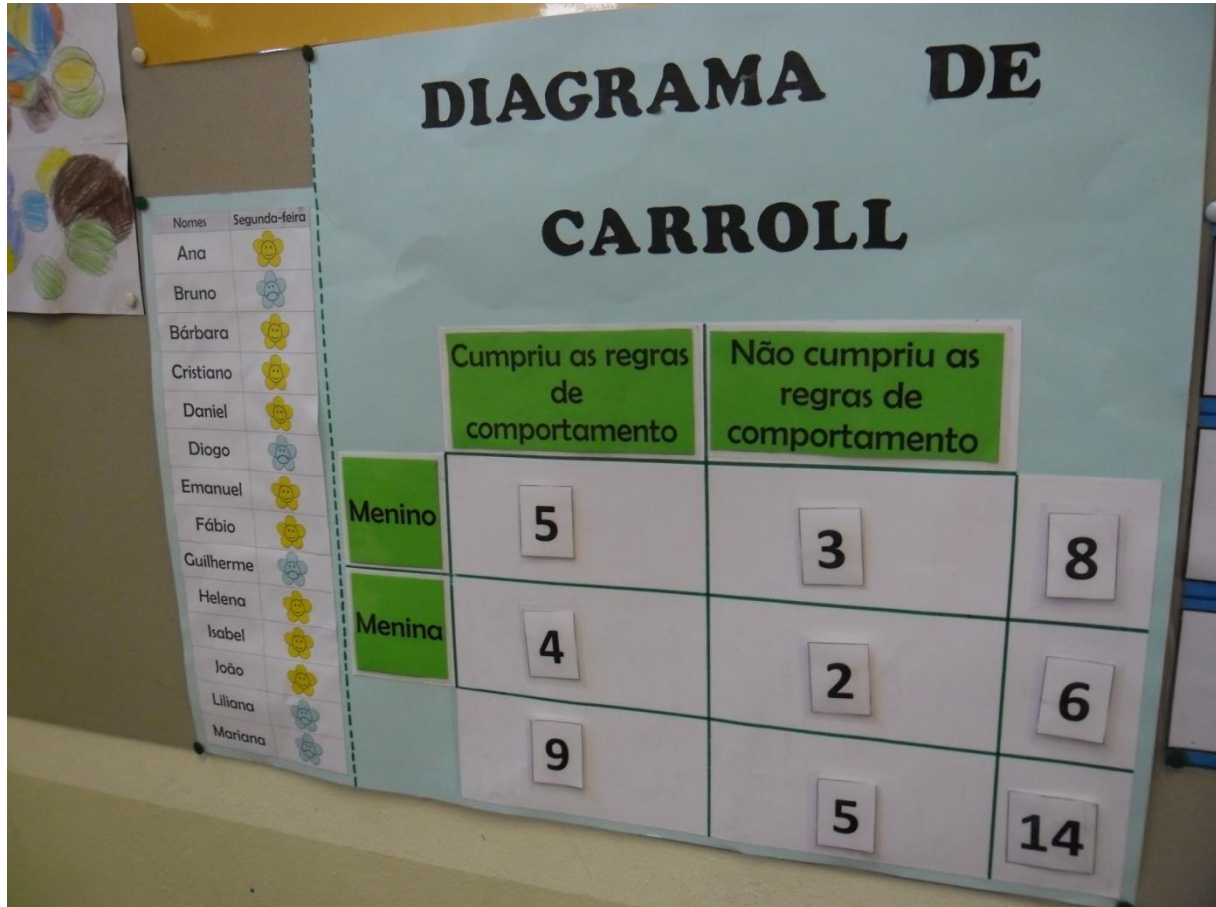 DIAGRAMA DE
CARROLL
Nomes Segunda-feira
Ana
Bruno
Bárbara
Cristiano
Daniel
Diogo
Emanuel
Fábio
Guilherme
Helena
Isabel
João
Liliana
Mariana
Cumpriu as regras
de
comportamento
Não cumpriu as
regras de
comportamento
Menino 5 3 8
Menina 4 2 6
9 5 14